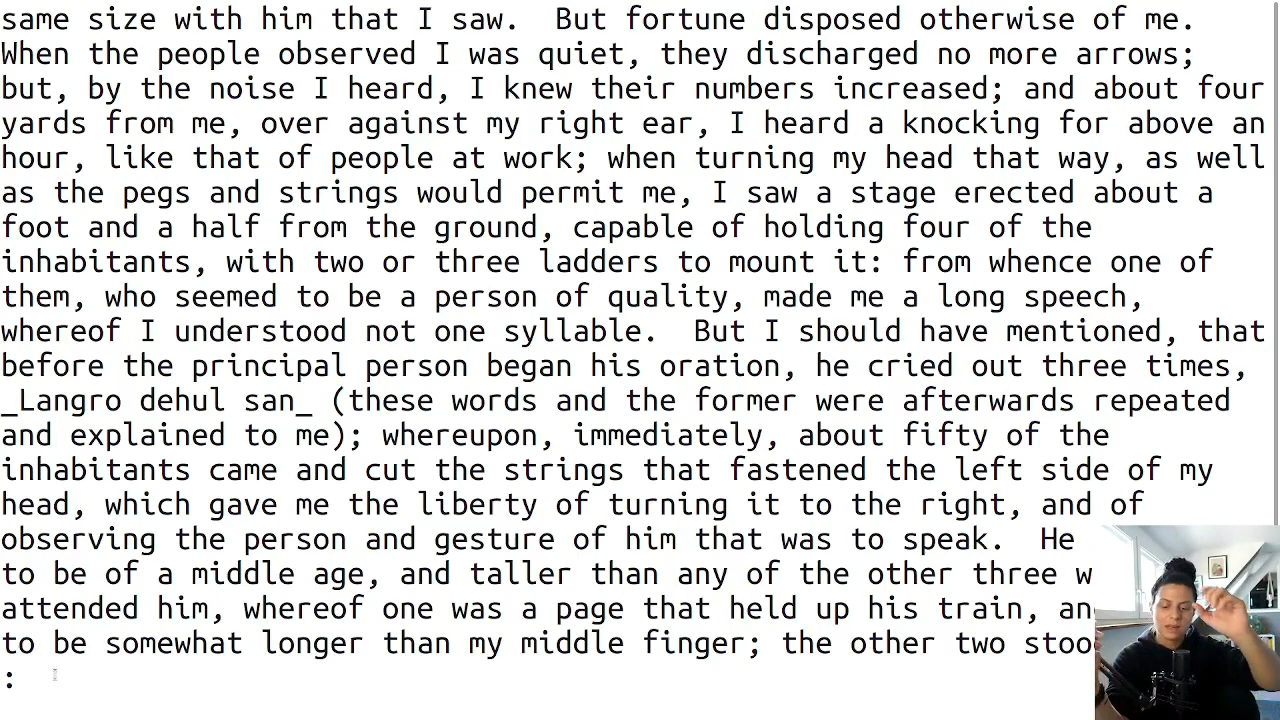 same size with him that I saw.  But fortune disposed otherwise of me.
When the people observed I was quiet, they discharged no more arrows;
but, by the noise I heard, I knew their numbers increased; and about four
yards from me, over against my right ear, I heard a knocking for above an
hour, like that of people at work; when turning my head that way, as well
as the pegs and strings would permit me, I saw a stage erected about a
foot and a half from the ground, capable of holding four of the
inhabitants, with two or three ladders to mount it: from whence one of
them, who seemed to be a person of quality, made me a long speech,
whereof I understood not one syllable.  But I should have mentioned, that
before the principal person began his oration, he cried out three times,
_Langro dehul san_ (these words and the former were afterwards repeated
and explained to me); whereupon, immediately, about fifty of the
inhabitants came and cut the strings that fastened the left side of my
head, which gave me the liberty of turning it to the right, and of
observing the person and gesture of him that was to speak.  He
to be of a middle age, and taller than any of the other three
attended him, whereof one was a page that held up his train,
to be somewhat longer than my middle finger; the other two
: